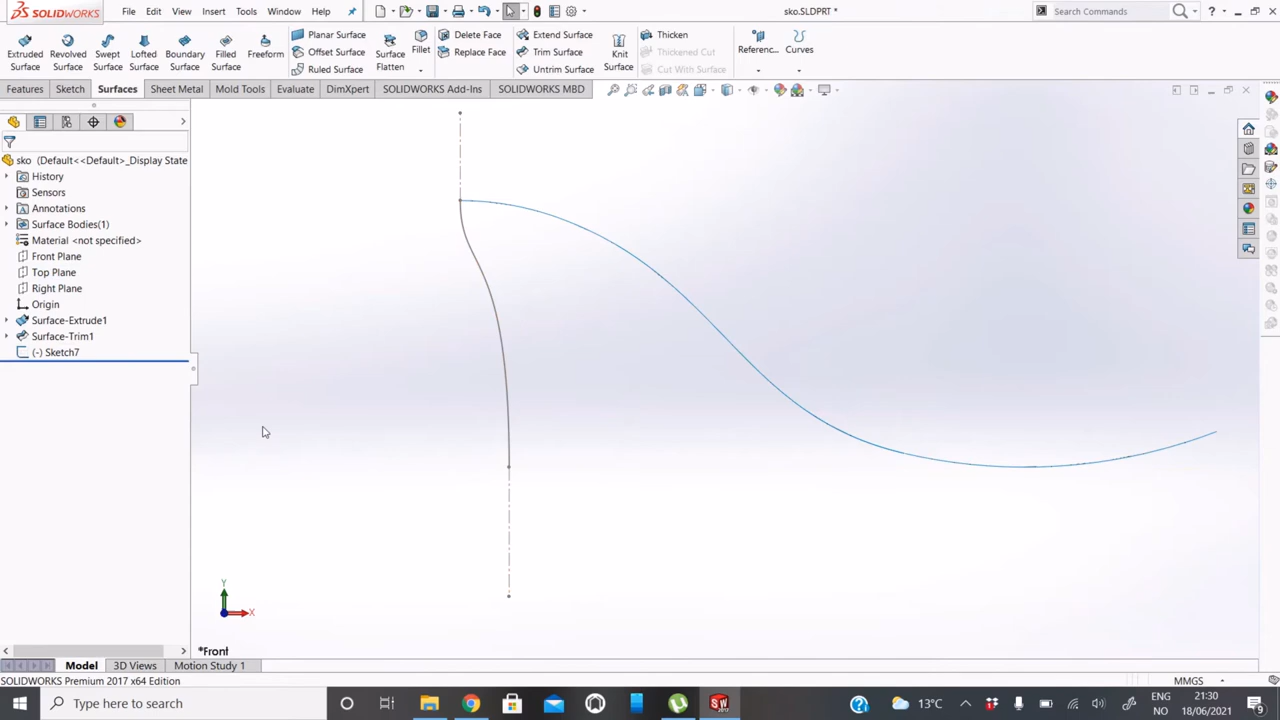 SOLIDWORKS File Edit View Insert Tools Window Help sko.SLDPRT * Search Commands ?
Extruded Surface Revolved Surface Swept Surface Lofted Surface Boundary Surface Filled Surface Freeform
Planar Surface
Offset Surface
Ruled Surface
Surface Flatten Fillet
Delete Face
Replace Face
Extend Surface
Trim Surface
Untrim Surface
Knit Surface
Thicken
Thickened Cut
Cut With Surface
Referenc... Curves
Features Sketch Surfaces Sheet Metal Mold Tools Evaluate DimXpert SOLIDWORKS Add-Ins SOLIDWORKS MBD
sko (Default<<Default>_Display State
History
Sensors
Annotations
Surface Bodies(1)
Material <not specified>
Front Plane
Top Plane
Right Plane
Origin
Surface-Extrude1
Surface-Trim1
(-) Sketch7
Y
X
*Front
Model 3D Views Motion Study 1
SOLIDWORKS Premium 2017 x64 Edition MMGS
Type here to search 13°C ENG 21:30
NO 18/06/2021 9